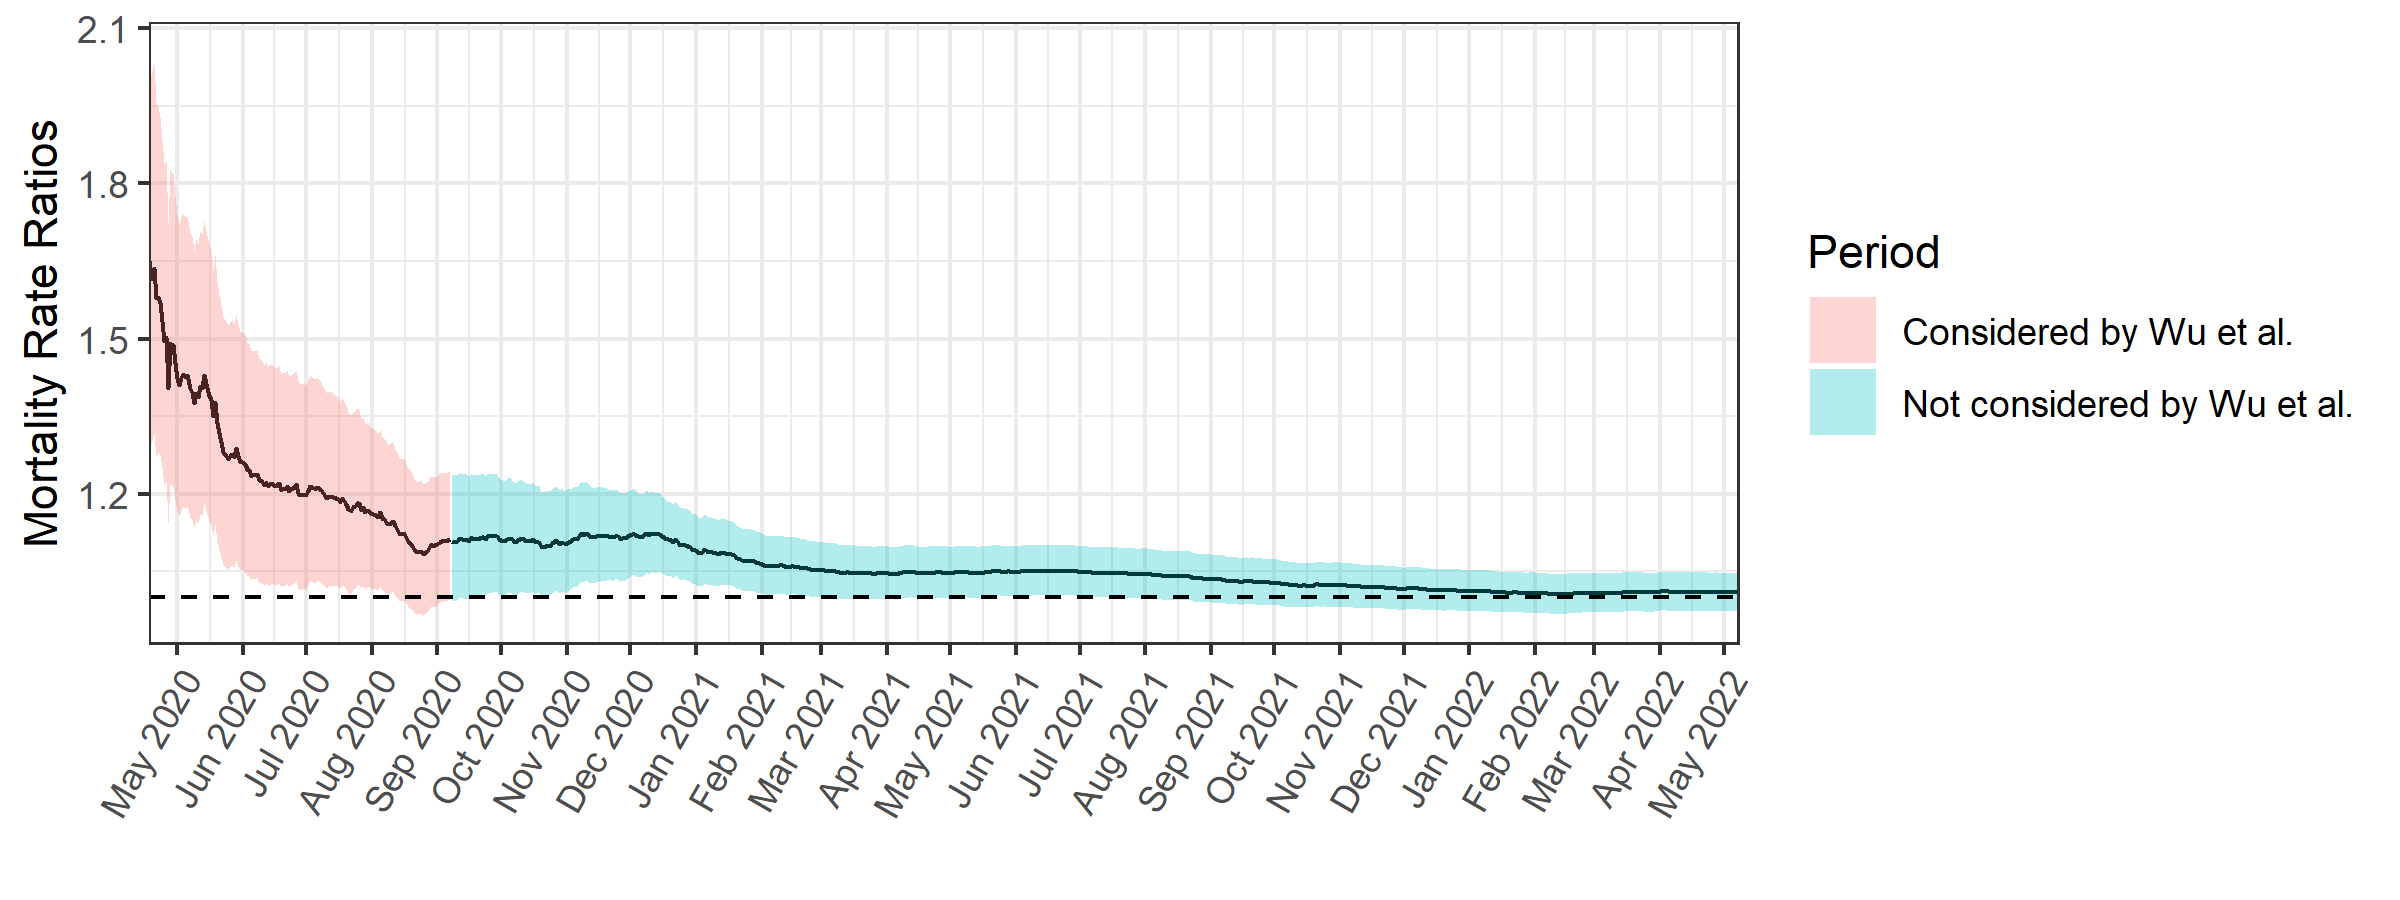 Mortality Rate Ratios
2.1
1.8
1.5
1.2
May 2020
Jun 2020
Jul 2020
Aug 2020
Sep 2020
Oct 2020
Nov 2020
Dec 2020
Jan 2021
Feb 2021
Mar 2021
Apr 2021
May 2021
Jun 2021
Jul 2021
Aug 2021
Sep 2021
Oct 2021
Nov 2021
Dec 2021
Jan 2022
Feb 2022
Mar 2022
Apr 2022
May 2022
Period
Considered by Wu et al.
Not considered by Wu et al.